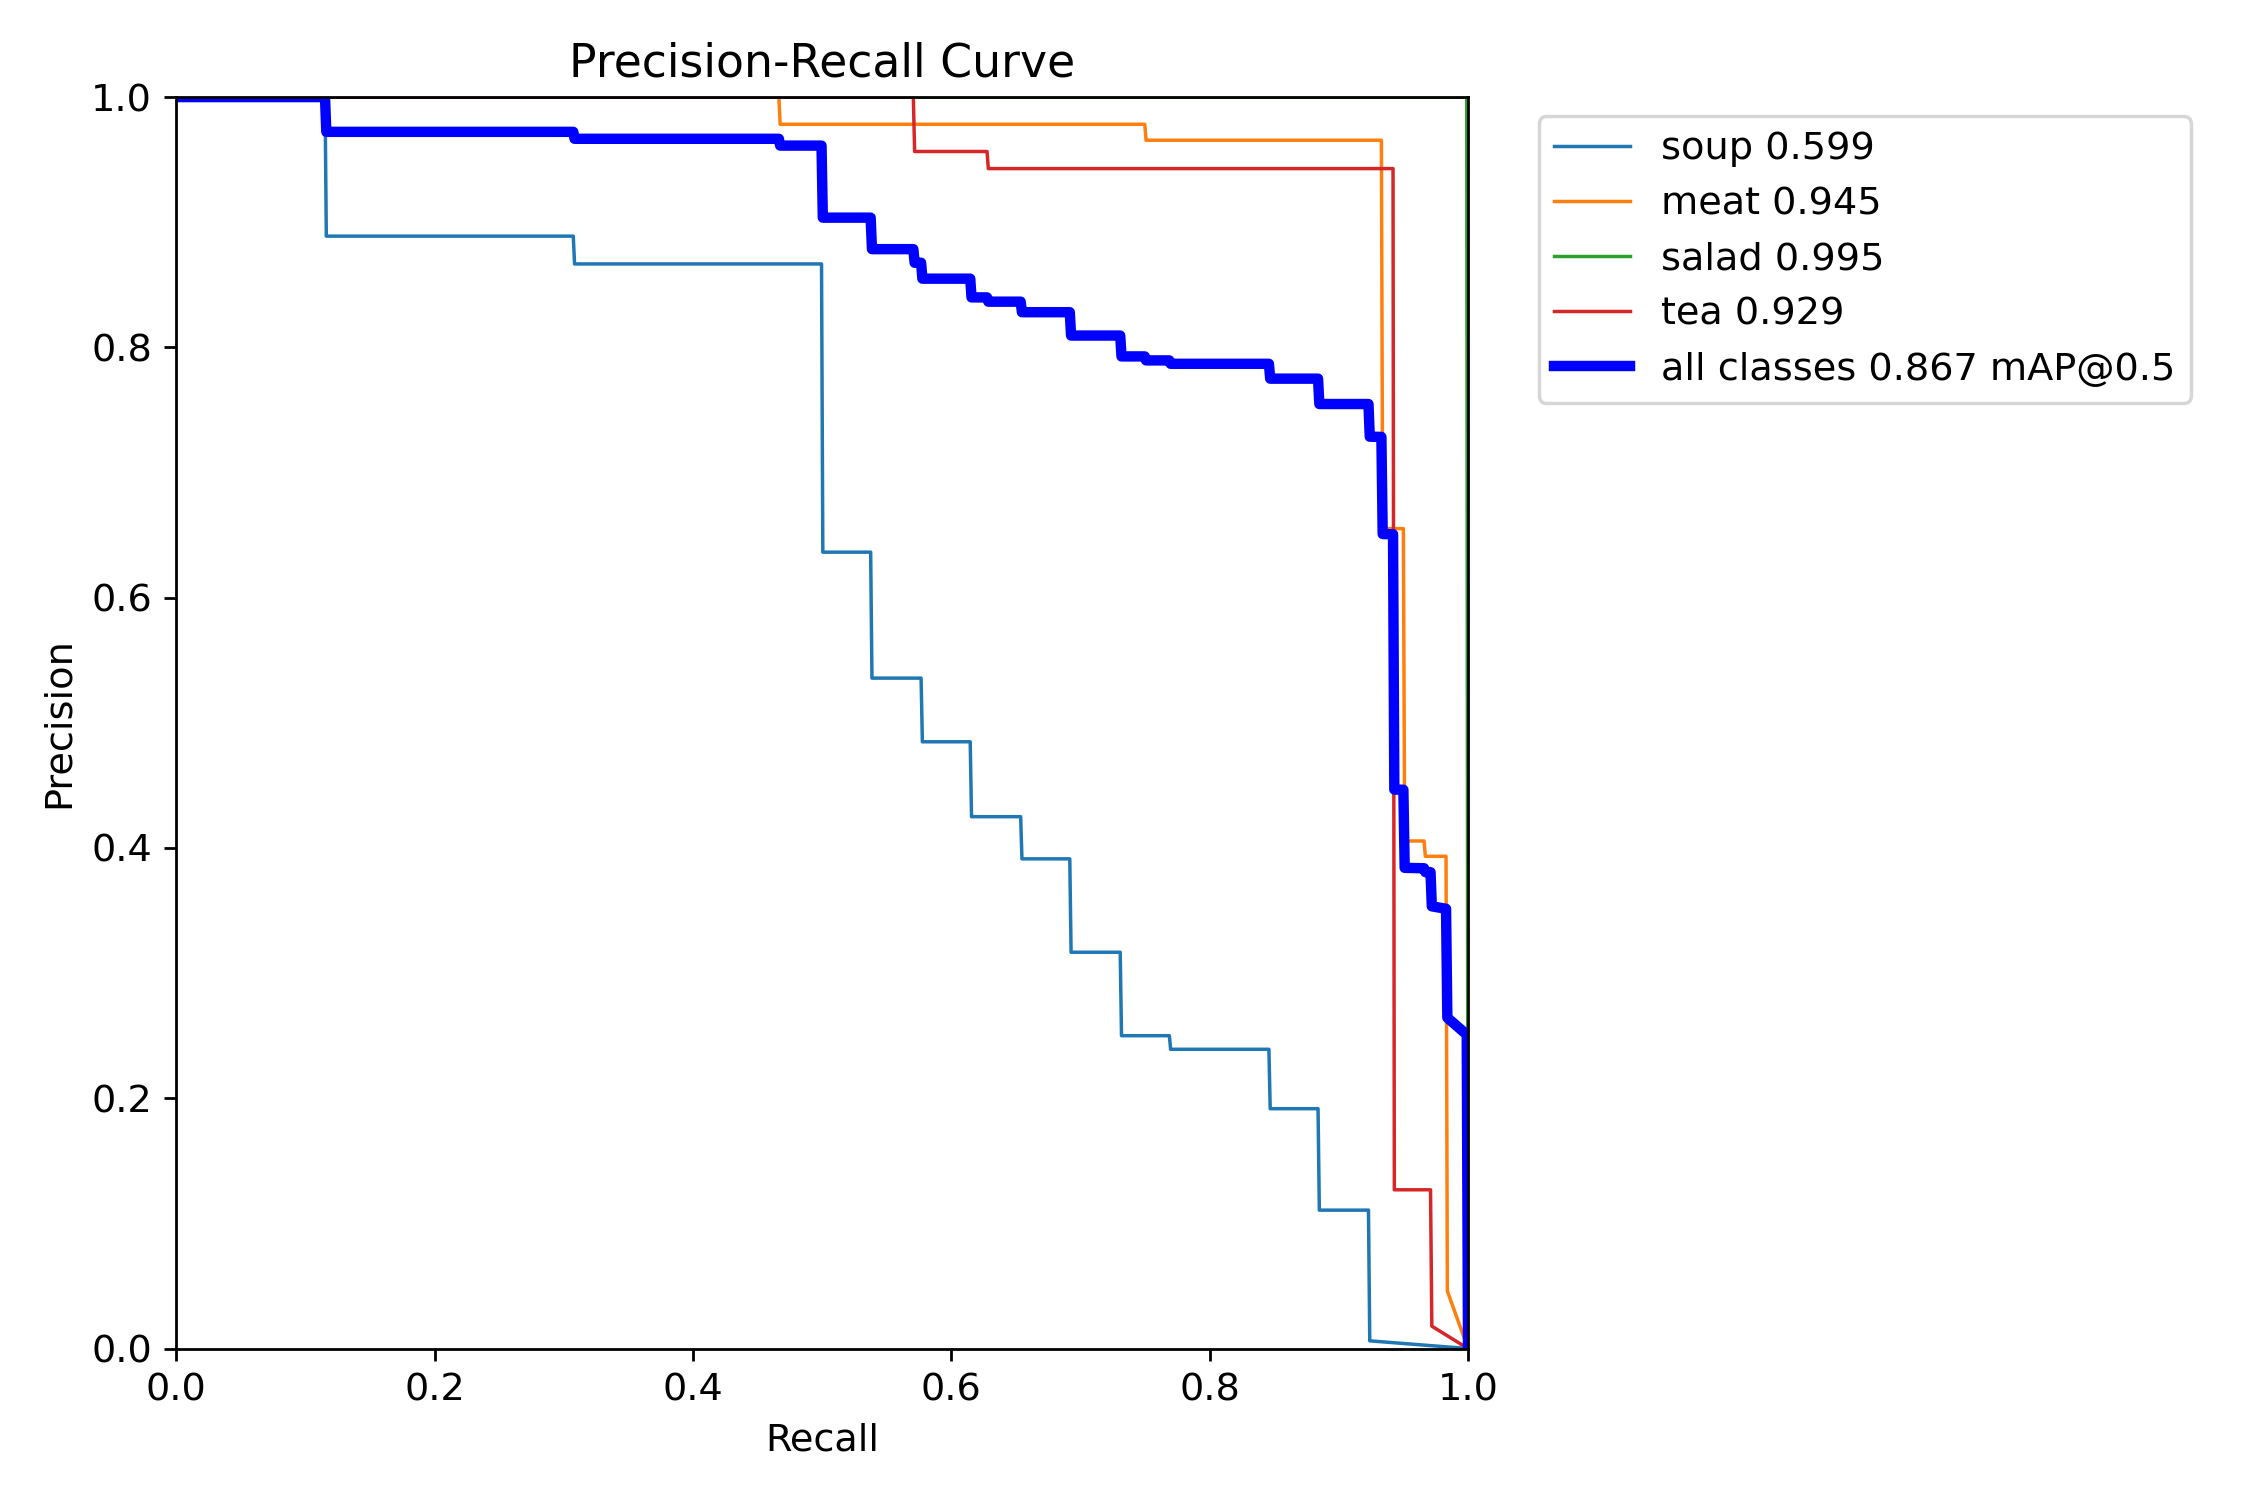 Precision-Recall Curve
1.0
0.8
0.6
0.4
0.2
0.0
Precision
0.0 0.2 0.4 0.6 0.8 1.0
Recall
soup 0.599
meat 0.945
salad 0.995
tea 0.929
all classes 0.867 mAP@0.5